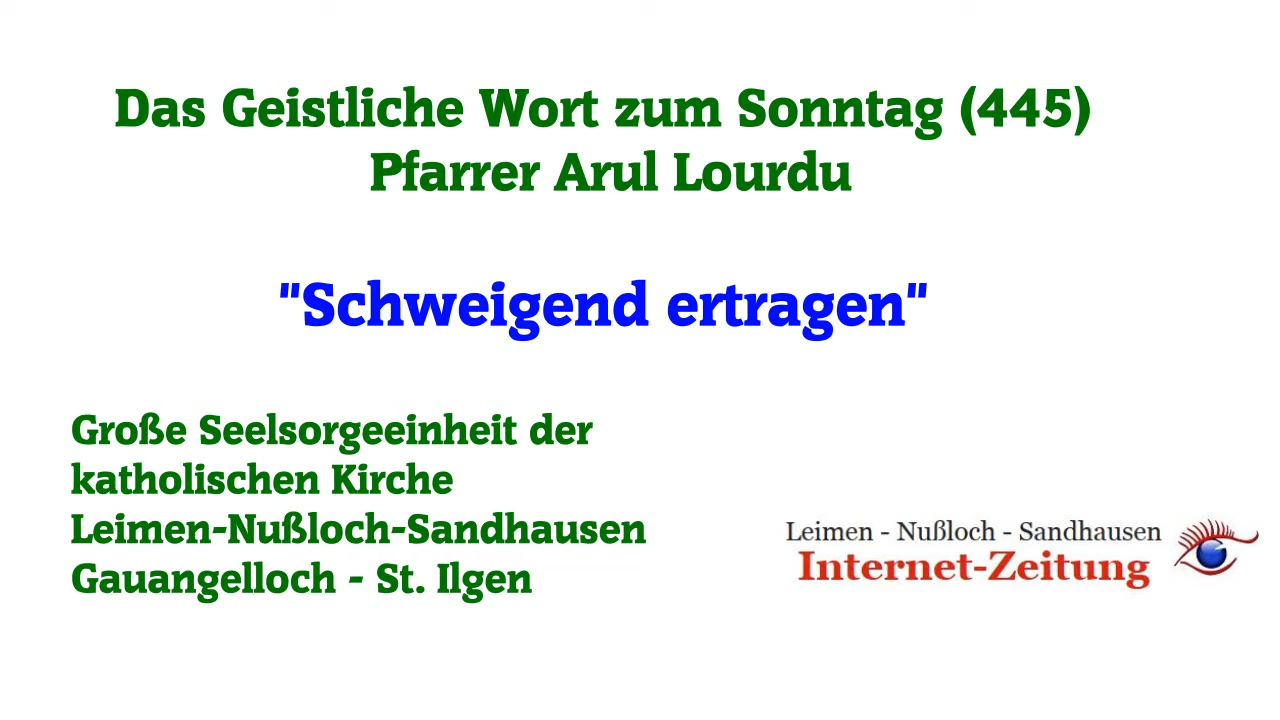 Das Geistliche Wort zum Sonntag (445)
Pfarrer Arul Lourdu
"Schweigend ertragen"
Große Seelsorgeeinheit der
katholischen Kirche
Leimen-Nußloch-Sandhausen
Gauangelloch - St. Ilgen
Leimen - Nußloch - Sandhausen
Internet-Zeitung